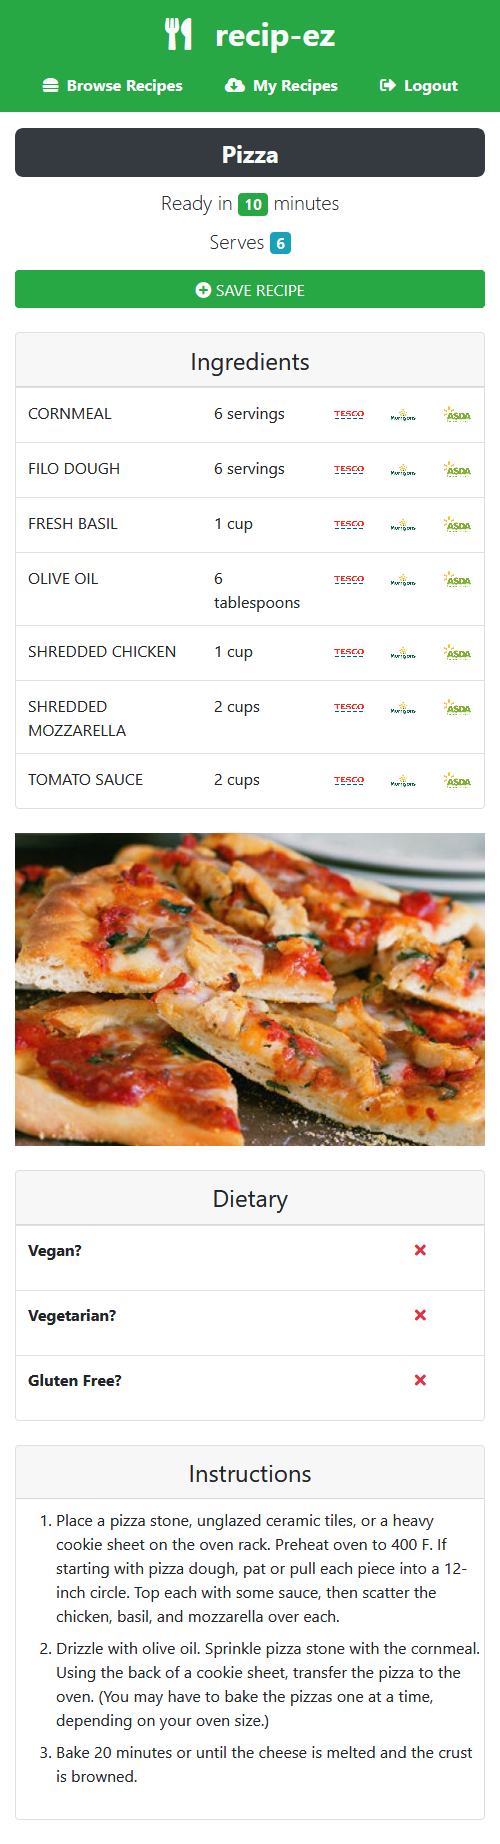 recip-ez
Browse Recipes My Recipes Logout
Pizza
Ready in 10 minutes
Serves 6
SAVE RECIPE
Ingredients
CORNMEAL 6 servings TESCO Morrisons ASDA
FILO DOUGH 6 servings TESCO Morrisons ASDA
FRESH BASIL 1 cup TESCO Morrisons ASDA
OLIVE OIL 6 TESCO Morrisons ASDA
tablespoons
SHREDDED CHICKEN 1 cup TESCO Morrisons ASDA
SHREDDED 2 cups TESCO Morrisons ASDA
MOZZARELLA
TOMATO SAUCE 2 cups TESCO Morrisons ASDA
Dietary
Vegan?
Vegetarian?
Gluten Free?
Instructions
1. Place a pizza stone, unglazed ceramic tiles, or a heavy
cookie sheet on the oven rack. Preheat oven to 400 F. If
starting with pizza dough, pat or pull each piece into a 12-
inch circle. Top each with some sauce, then scatter the
chicken, basil, and mozzarella over each.
2. Drizzle with olive oil. Sprinkle pizza stone with the cornmeal.
Using the back of a cookie sheet, transfer the pizza to the
oven. (You may have to bake the pizzas one at a time,
depending on your oven size.)
3. Bake 20 minutes or until the cheese is melted and the crust
is browned.